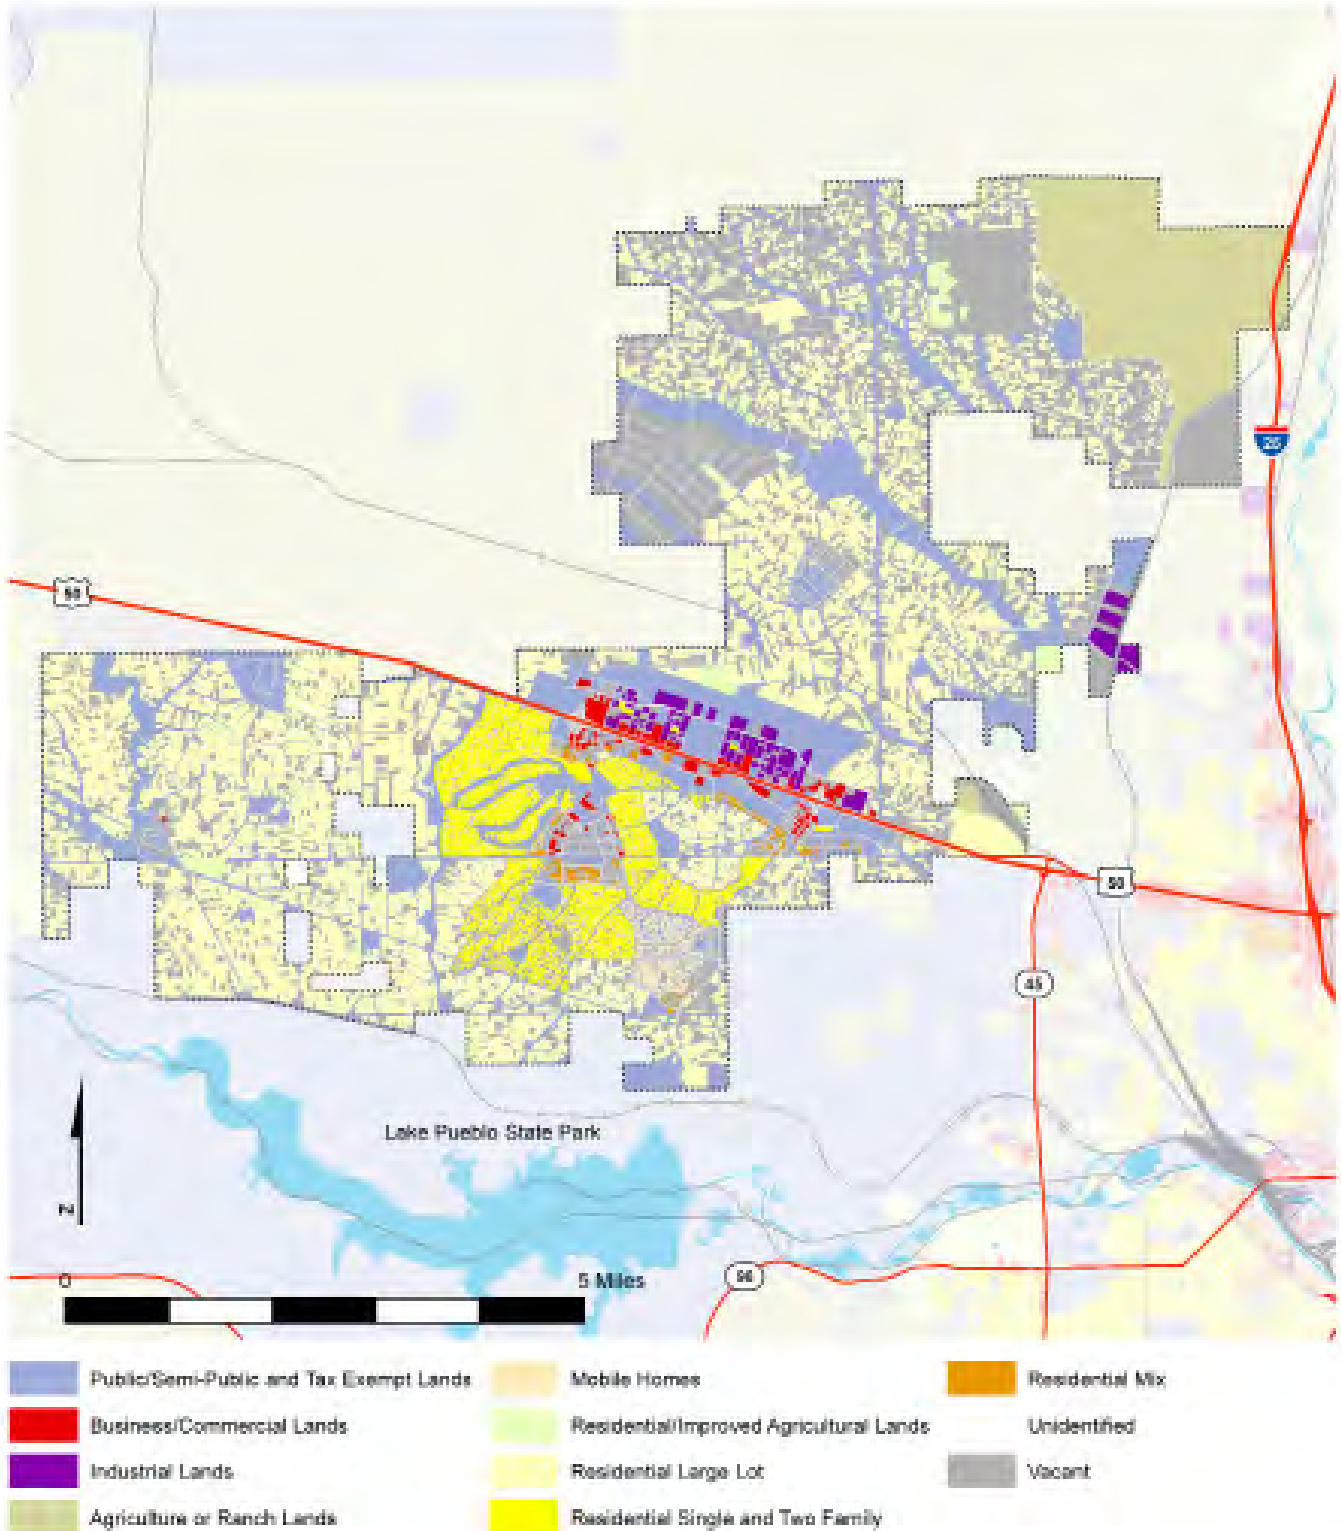 25
50
50
45
Lake Pueblo State Park
N
0 5 Miles
96
Public/Semi-Public and Tax Exempt Lands Mobile Homes Residential Mix
Business/Commercial Lands Residential/Improved Agricultural Lands Unidentified
Industrial Lands Residential Large Lot Vacant
Agriculture or Ranch Lands Residential Single and Two Family